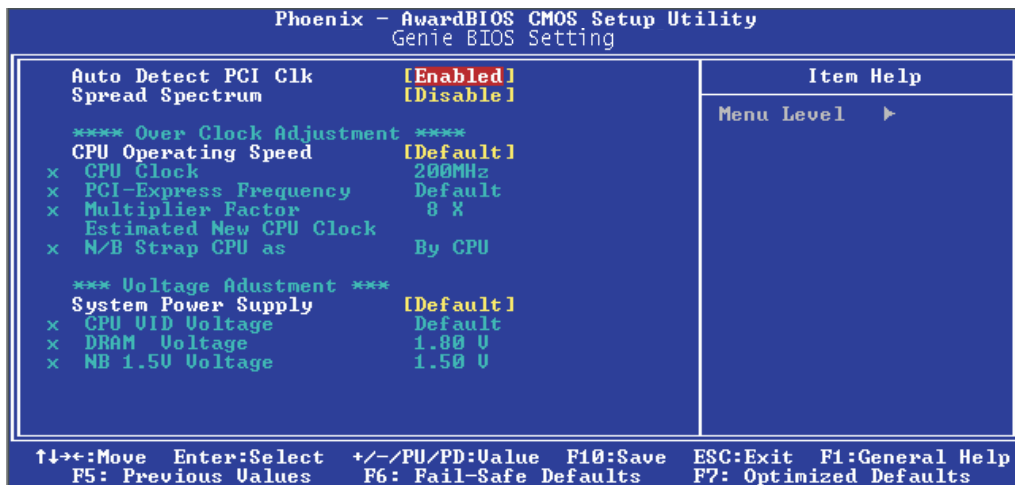 Phoenix - AwardBIOS CMOS Setup Utility
Genie BIOS Setting
Auto Detect PCI Clk [Enabled]
Spread Spectrum [Disable]
**** Over Clock Adjustment ****
CPU Operating Speed [Default]
x CPU Clock 200MHz
x PCI-Express Frequency Default
x Multiplier Factor 8 X
Estimated New CPU Clock
x N/B Strap CPU as By CPU
*** Voltage Adustment ***
System Power Supply [Default]
x CPU VID Voltage Default
x DRAM Voltage 1.80 V
x NB 1.5V Voltage 1.50 V
Item Help
Menu Level ►
↑↓→←:Move Enter:Select +/-/PU/PD:Value F10:Save ESC:Exit F1:General Help
F5: Previous Values F6: Fail-Safe Defaults F7: Optimized Defaults